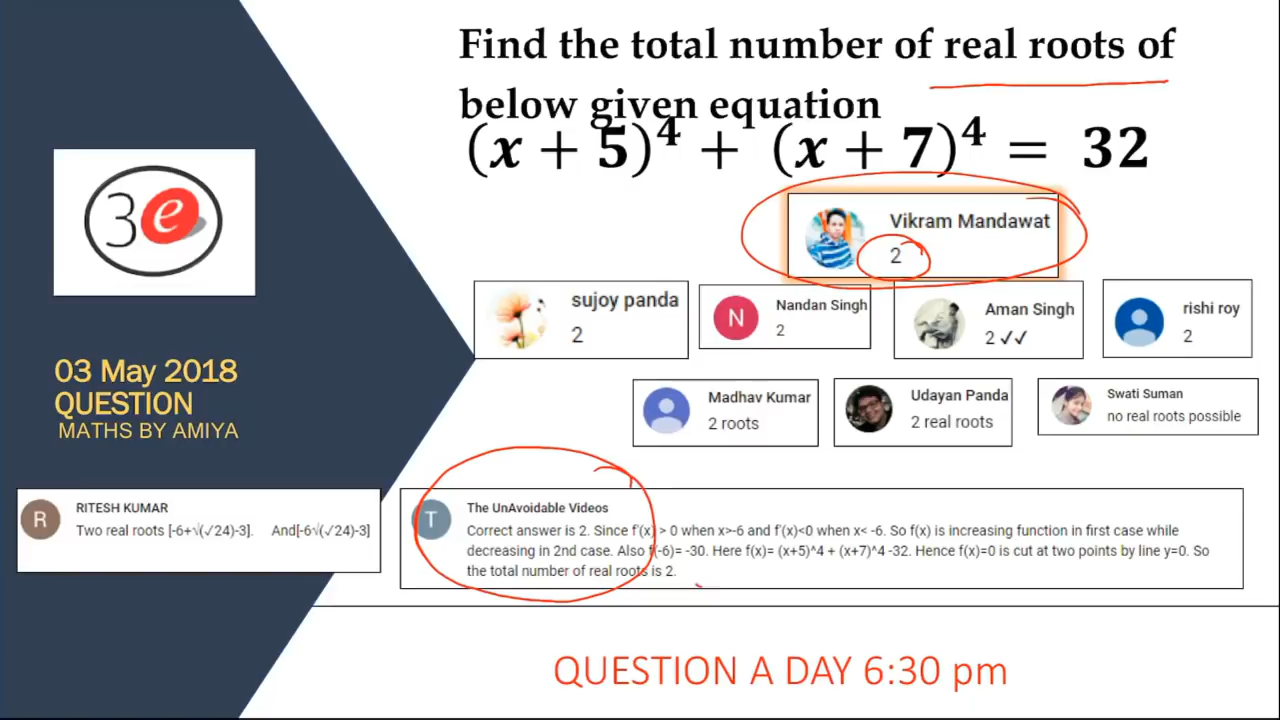 Find the total number of real roots of
below given equation
(x + 5)⁴ + (x + 7)⁴ = 32
3e
Vikram Mandawat
2
sujoy panda
2
N
Nandan Singh
2
Aman Singh
2 ✓✓
rishi roy
2
03 May 2018
QUESTION
MATHS BY AMIYA
Madhav Kumar
2 roots
Udayan Panda
2 real roots
Swati Suman
no real roots possible
R
RITESH KUMAR
Two real roots [-6+√(✓24)-3]. And[-6√(✓24)-3]
T
The UnAvoidable Videos
Correct answer is 2. Since f'(x) > 0 when x>-6 and f'(x)<0 when x< -6. So f(x) is increasing function in first case while
decreasing in 2nd case. Also f(-6)= -30. Here f(x)= (x+5)^4 + (x+7)^4 -32. Hence f(x)=0 is cut at two points by line y=0. So
the total number of real roots is 2.
QUESTION A DAY 6:30 pm